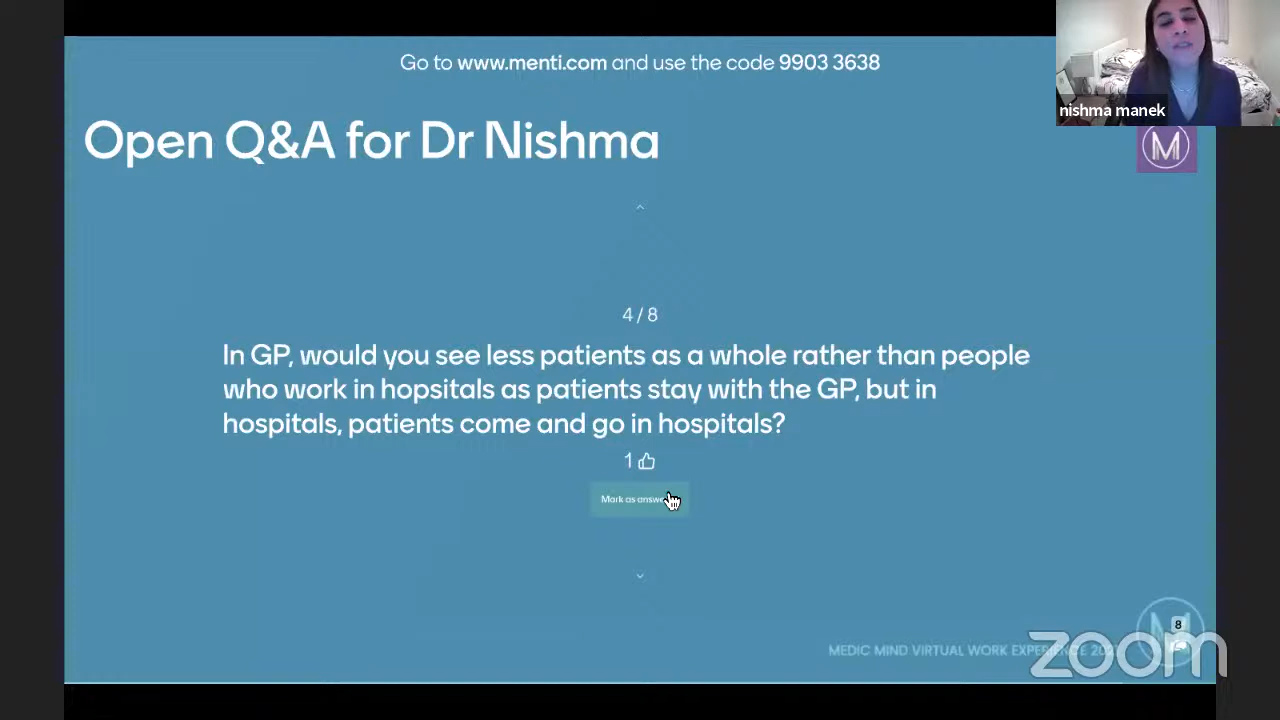 Go to www.menti.com and use the code 9903 3638
nishma manek
Open Q&A for Dr Nishma
M
4 / 8
In GP, would you see less patients as a whole rather than people
who work in hopsitals as patients stay with the GP, but in
hospitals, patients come and go in hospitals?
1
Mark as
8
MEDIC MIND VIRTUAL WORK EXPERIENCE
zoom